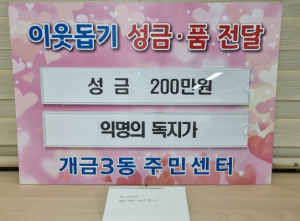 이웃돕기 성금·품 전달
성 금 200만원
익명의 독지가
개금3동 주민센터